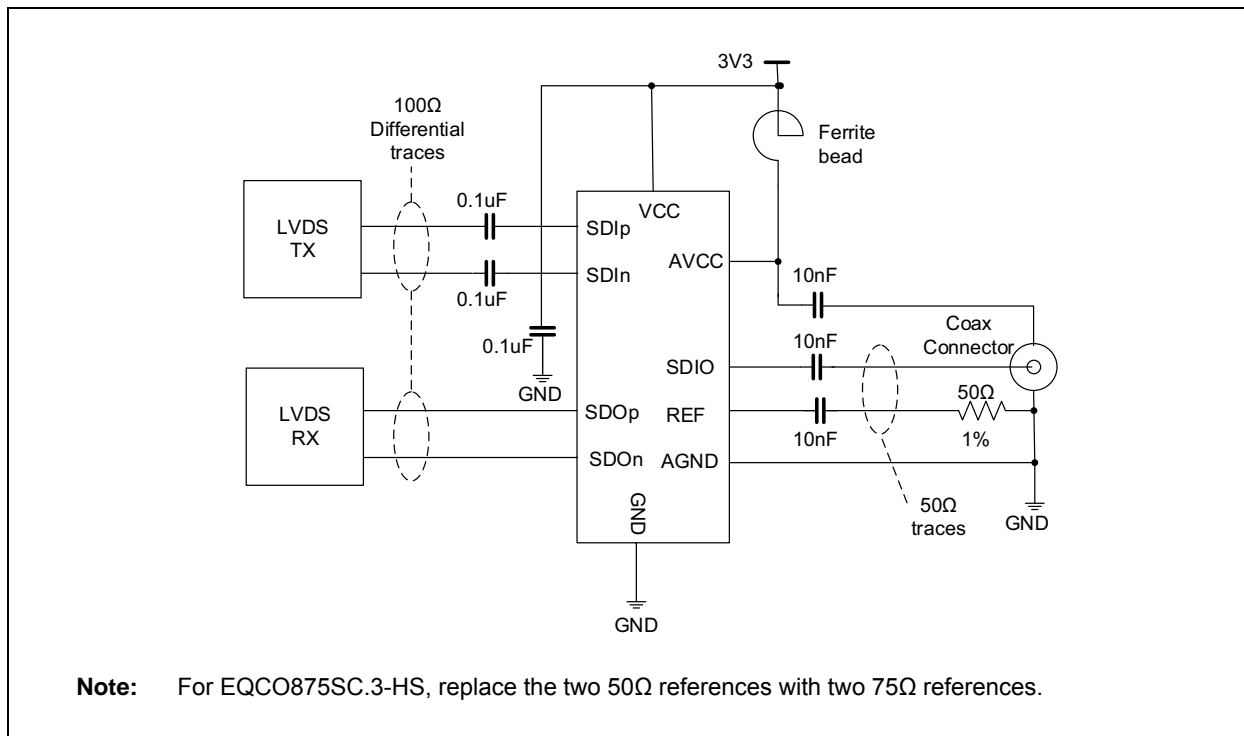 3V3
100Ω
Differential
traces
Ferrite
bead
LVDS
TX
0.1uF
0.1uF
0.1uF
GND
VCC
SDIp
SDIn
AVCC
10nF
Coax
Connector
10nF
SDIO
LVDS
RX
SDOp
REF
10nF
50Ω
1%
SDOn
AGND
GND
50Ω
traces
GND
GND
Note: For EQCO875SC.3-HS, replace the two 50Ω references with two 75Ω references.